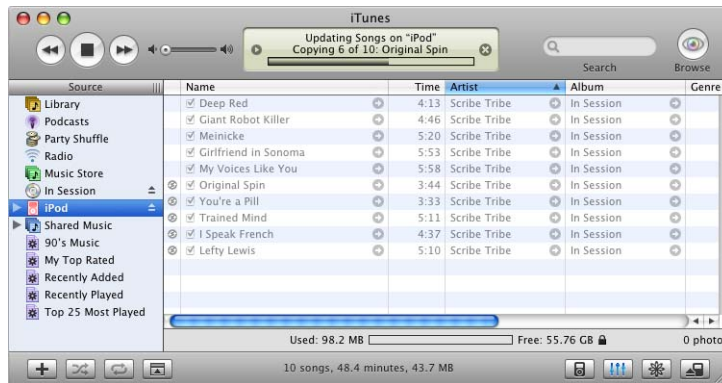 iTunes
Updating Songs on “iPod”
Copying 6 of 10: Original Spin
Search
Browse
Source
Name Time Artist Album Genre
Library
Podcasts
Party Shuffle
Radio
Music Store
In Session
iPod
Shared Music
90's Music
My Top Rated
Recently Added
Recently Played
Top 25 Most Played
Deep Red 4:13 Scribe Tribe In Session
Giant Robot Killer 4:46 Scribe Tribe In Session
Meinicke 5:20 Scribe Tribe In Session
Girlfriend in Sonoma 5:53 Scribe Tribe In Session
My Voices Like You 5:58 Scribe Tribe In Session
Original Spin 3:44 Scribe Tribe In Session
You're a Pill 3:33 Scribe Tribe In Session
Trained Mind 5:11 Scribe Tribe In Session
I Speak French 4:37 Scribe Tribe In Session
Lefty Lewis 5:10 Scribe Tribe In Session
Used: 98.2 MB Free: 55.76 GB 0 photo
10 songs, 48.4 minutes, 43.7 MB